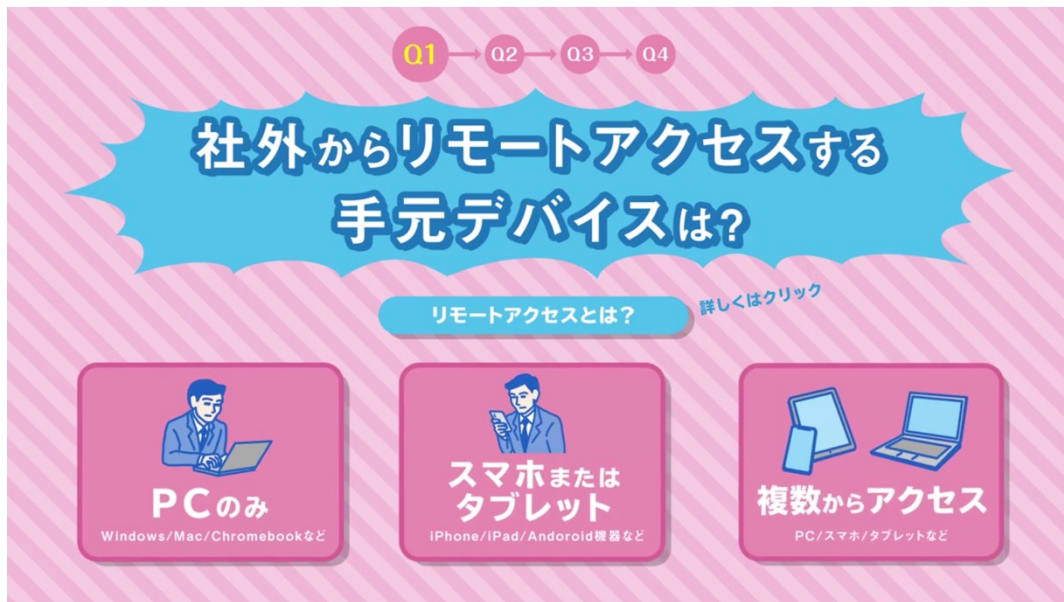 Q1 Q2 Q3 Q4
社外からリモートアクセスする
手元デバイスは?
リモートアクセスとは?
詳しくはクリック
PCのみ
Windows/Mac/Chromebookなど
スマホまたは
タブレット
iPhone/iPad/Andoroid機器など
複数からアクセス
PC/スマホ/タブレットなど